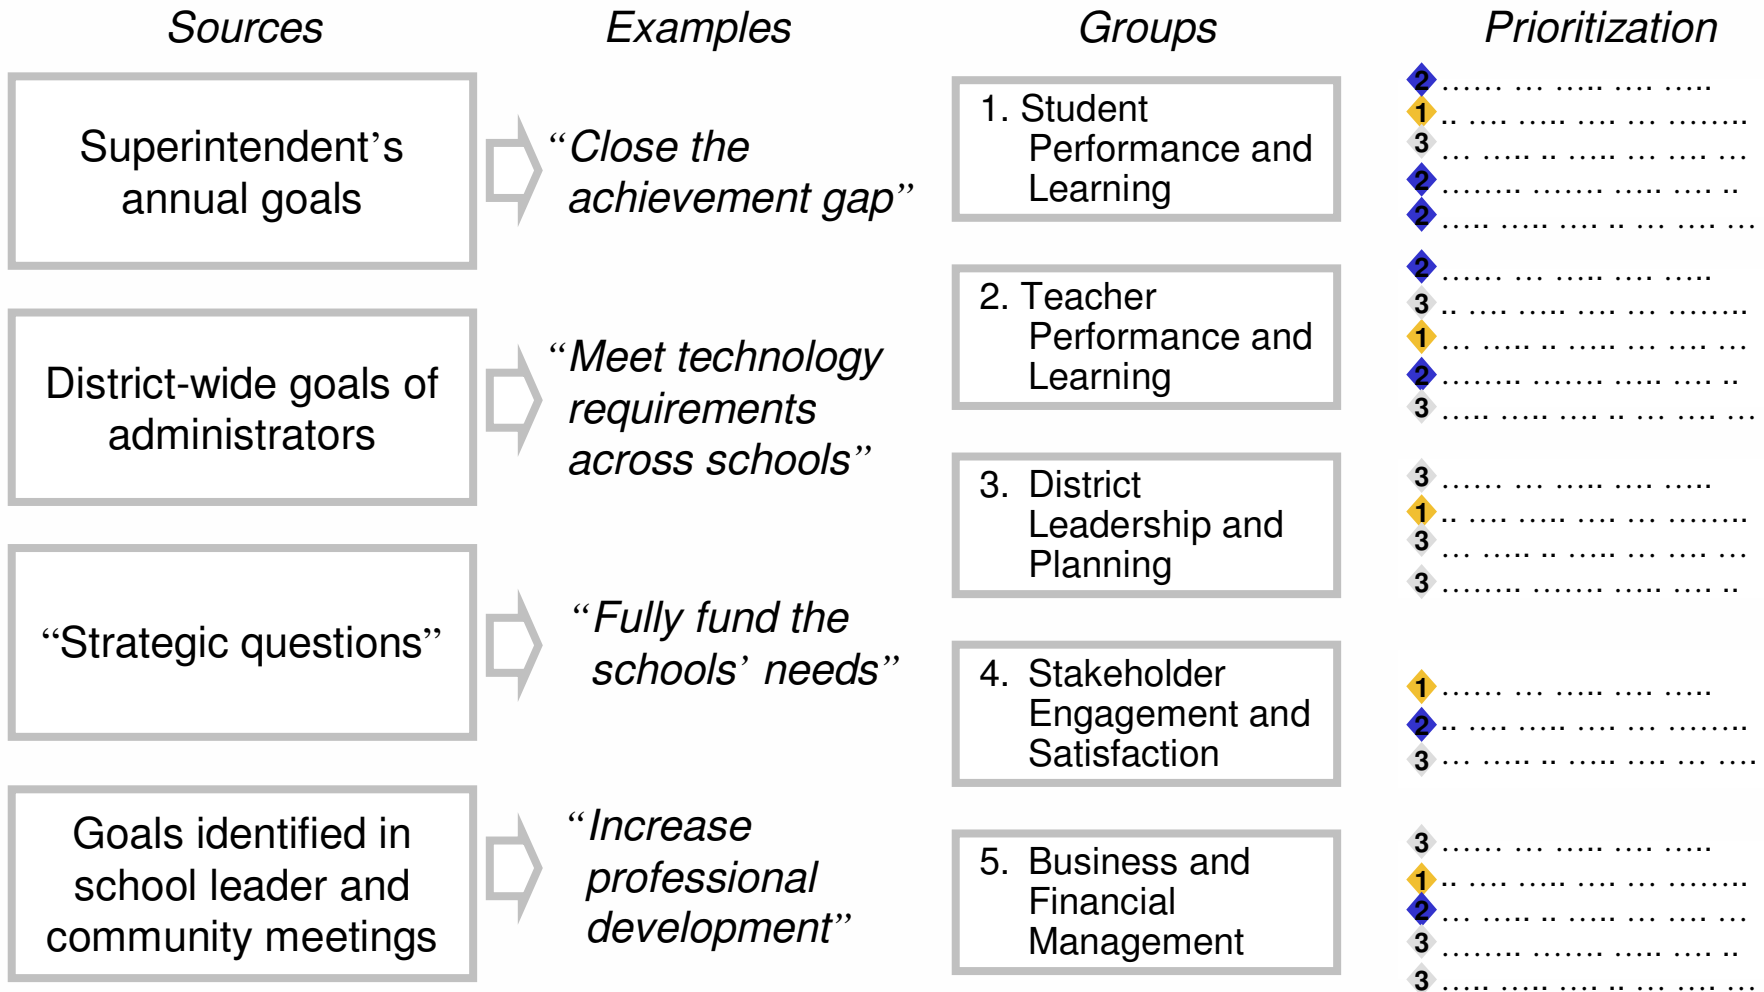 Sources
Examples
Groups
Prioritization
Superintendent’s
annual goals
“Close the
achievement gap”
District-wide goals of
administrators
“Meet technology
requirements
across schools”
“Strategic questions”
“Fully fund the
schools’ needs”
Goals identified in
school leader and
community meetings
“Increase
professional
development”
1. Student
Performance and
Learning
2. Teacher
Performance and
Learning
3. District
Leadership and
Planning
4. Stakeholder
Engagement and
Satisfaction
5. Business and
Financial
Management
2 …… … ….. …. …..
1 .. …. ….. …. … ……..
3 … ….. .. ….. … …. …
2 …….. ……. ….. …. ..
2 ….. ….. …. .. … …. …
2 …… … ….. …. …..
3 .. …. ….. …. … ……..
1 … ….. .. ….. … …. …
2 …….. ……. ….. …. ..
3 ….. ….. …. .. … …. …
3 …… … ….. …. …..
1 .. …. ….. …. … ……..
3 … ….. .. ….. … …. …
3 …….. ……. ….. …. ..
1 …… … ….. …. …..
2 .. …. ….. …. … ……..
3 … ….. .. ….. …. … ….
3 …… … ….. …. …..
1 .. …. ….. …. … ……..
2 … ….. .. ….. … …. …
3 …….. ……. ….. …. ..
3 ….. ….. …. .. … …. …